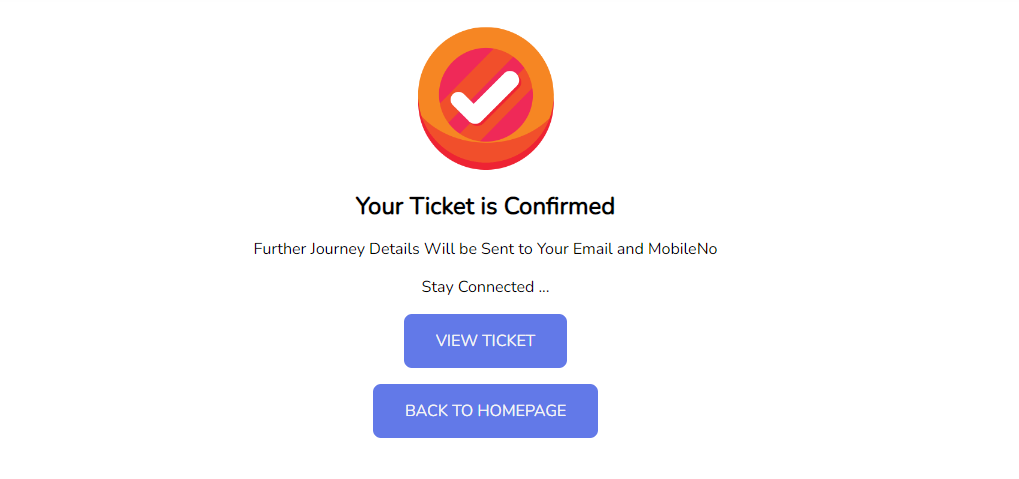 Your Ticket is Confirmed
Further Journey Details Will be Sent to Your Email and MobileNo
Stay Connected ...
VIEW TICKET
BACK TO HOMEPAGE